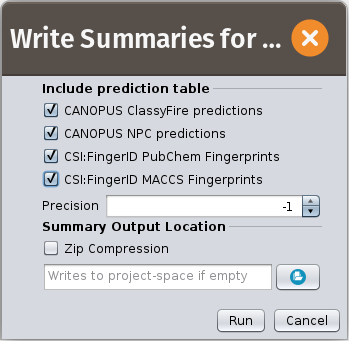 Write Summaries for ...
Include prediction table
CANOPUS ClassyFire predictions
CANOPUS NPC predictions
CSI:FingerID PubChem Fingerprints
CSI:FingerID MACCS Fingerprints
Precision -1
Summary Output Location
Zip Compression
Writes to project-space if empty
Run Cancel